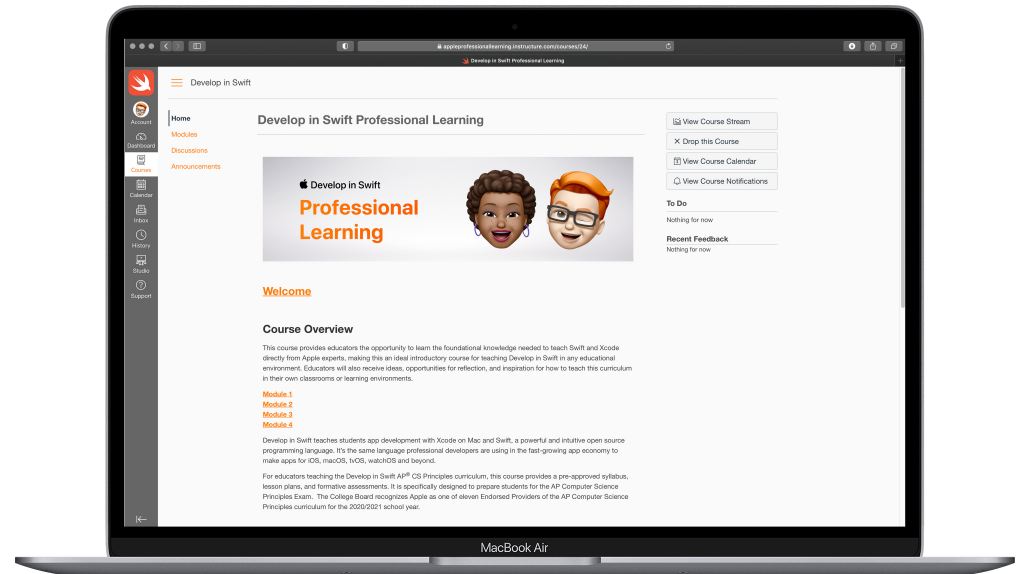 appleprofessionallearning.instructure.com/courses/24/
Develop in Swift Professional Learning
Account
Dashboard
Courses
Calendar
Inbox
History
Studio
Support
Develop in Swift
Home
Modules
Discussions
Announcements
Develop in Swift Professional Learning
Develop in Swift
Professional
Learning
Welcome
Course Overview
This course provides educators the opportunity to learn the foundational knowledge needed to teach Swift and Xcode
directly from Apple experts, making this an ideal introductory course for teaching Develop in Swift in any educational
environment. Educators will also receive ideas, opportunities for reflection, and inspiration for how to teach this curriculum
in their own classrooms or learning environments.
Module 1
Module 2
Module 3
Module 4
Develop in Swift teaches students app development with Xcode on Mac and Swift, a powerful and intuitive open source
programming language. It's the same language professional developers are using in the fast-growing app economy to
make apps for iOS, macOS, tvOS, watchOS and beyond.
For educators teaching the Develop in Swift AP® CS Principles curriculum, this course provides a pre-approved syllabus,
lesson plans, and formative assessments. It is specifically designed to prepare students for the AP Computer Science
Principles Exam. The College Board recognizes Apple as one of eleven Endorsed Providers of the AP Computer Science
Principles curriculum for the 2020/2021 school year.
View Course Stream
Drop this Course
View Course Calendar
View Course Notifications
To Do
Nothing for now
Recent Feedback
Nothing for now
MacBook Air